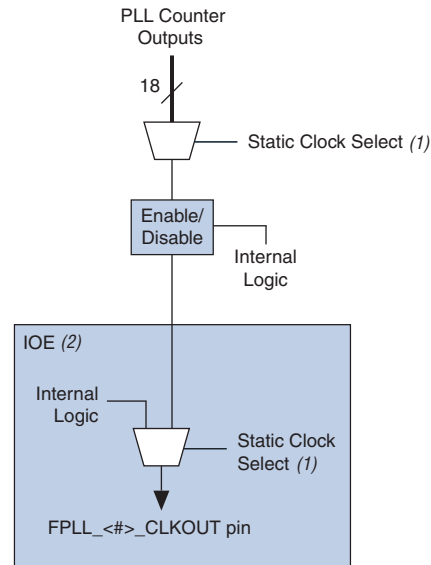 PLL Counter
Outputs
18
Static Clock Select (1)
Enable/
Disable
Internal
Logic
IOE (2)
Internal
Logic
Static Clock
Select (1)
FPLL_<#>_CLKOUT pin